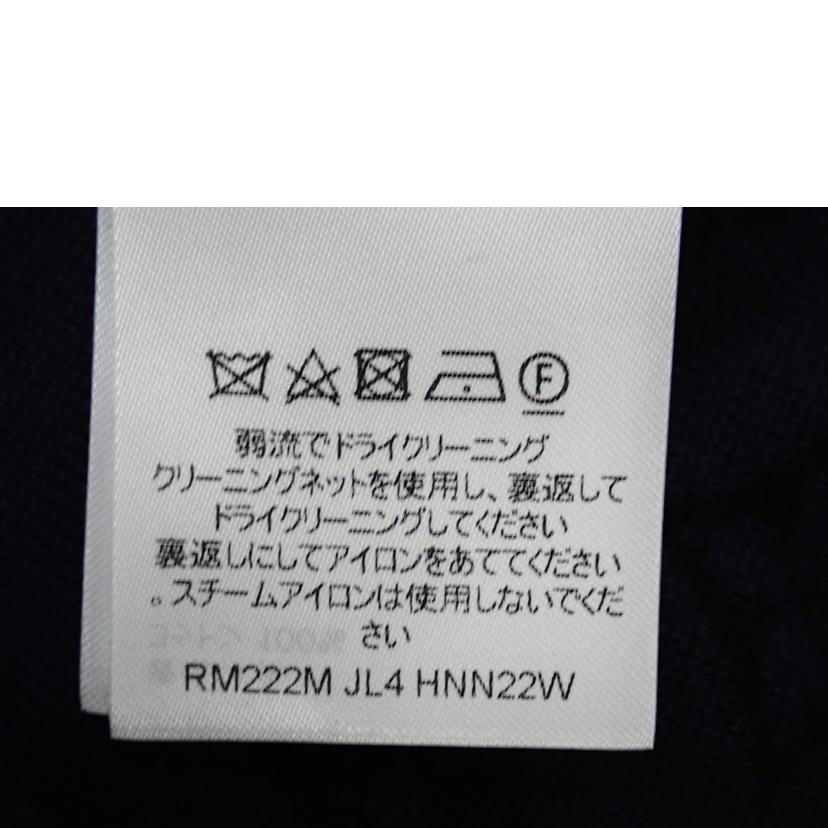 F
弱流でドライクリーニング
クリーニングネットを使用し、裏返して
ドライクリーニングしてください
裏返しにしてアイロンをあててください
。スチームアイロンは使用しないでくだ
さい
RM222M JL4 HNN22W